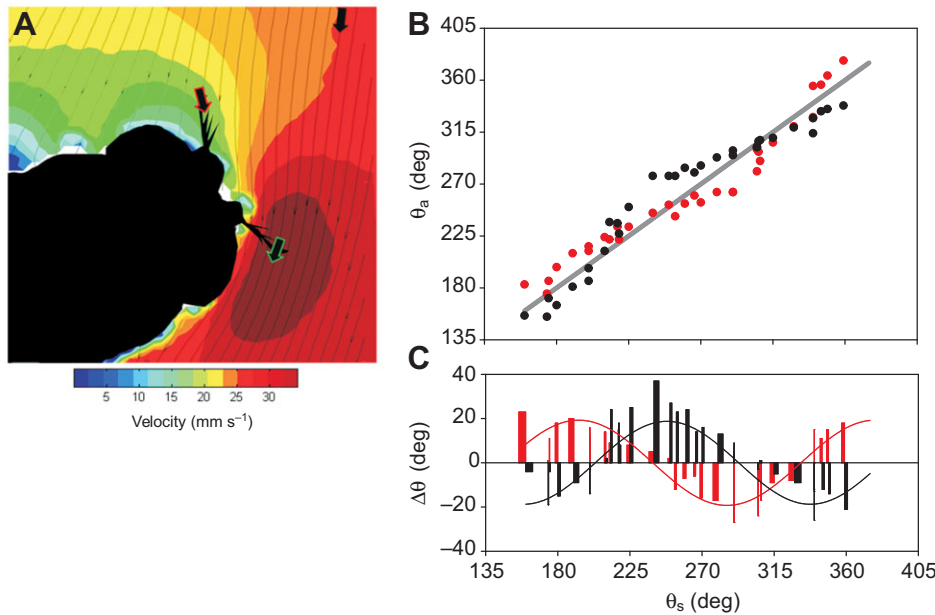 A
5 10 15 20 25 30
Velocity (mm s⁻¹)
B
405
360
315
270
225
180
135
θa (deg)
C
40
20
0
–20
–40
Δθ (deg)
135 180 225 270 315 360 405
θs (deg)